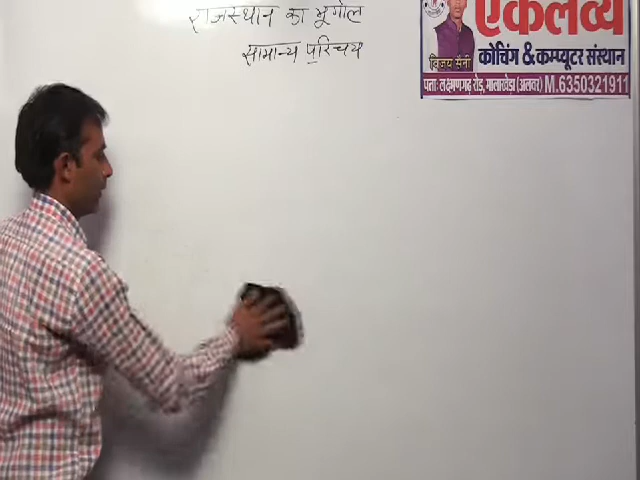 राजस्थान का भूगोल
सामान्य परिचय
एकलव्य
विजय सैनी
कोचिंग & कम्प्यूटर संस्थान
पताः लक्ष्मणगढ़ रोड़, मालाखेडा (अलवर) M.6350321911